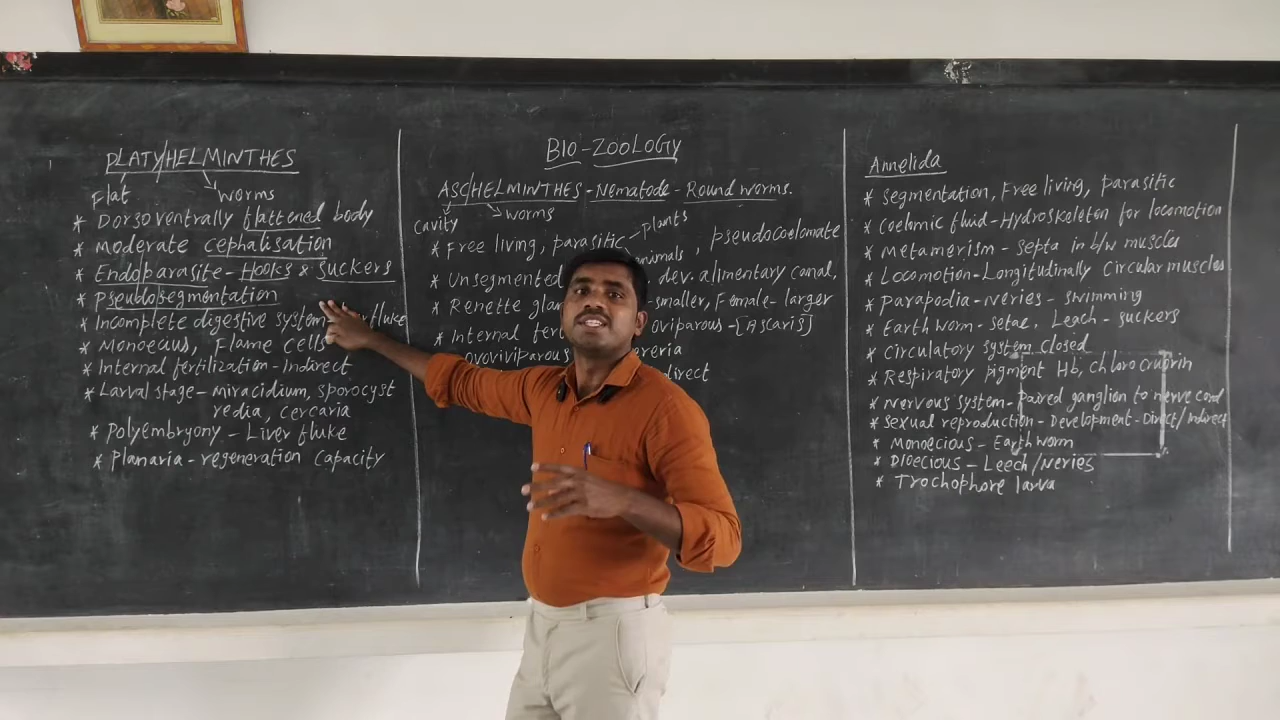 BIO-ZOOLOGY
PLATYHELMINTHES
flat worms
* Dorsoventrally flattened body
* Moderate cephalisation
* Endoparasite - Hooks & Suckers
* Pseudosegmentation
* Incomplete digestive system fluke
* Monoecus, Flame cells
* Internal fertilization - Indirect
* Larval stage - miracidium, sporocyst
redia, cercaria
* Polyembryony - Liver fluke
* Planaria - regeneration capacity
ASCHELMINTHES - Nematode - Round worms.
cavity worms
plants
* Free living, parasitic, pseudocoelomate
* Unsegmented dev. alimentary canal,
* Renette smaller, Female - larger
* Internal oviparous - [Ascaris]
ovoviviparous
Annelida
* Segmentation, Free living, parasitic
* Coelomic fluid - Hydroskeleton for locomotion
* Metamerism - septa in b/w muscles
* Locomotion - Longitudinally Circular muscles
* Parapodia - neries - swimming
* Earthworm - setae, Leach - suckers
* Circulatory system closed
* Respiratory pigment Hb, chlorocruorin
* Nervous system - paired ganglion to nerve cord
* Sexual reproduction - Development - Direct/Indirect
* Monoecious - Earthworm
* Dioecious - Leech/Neries
* Trochophore larva